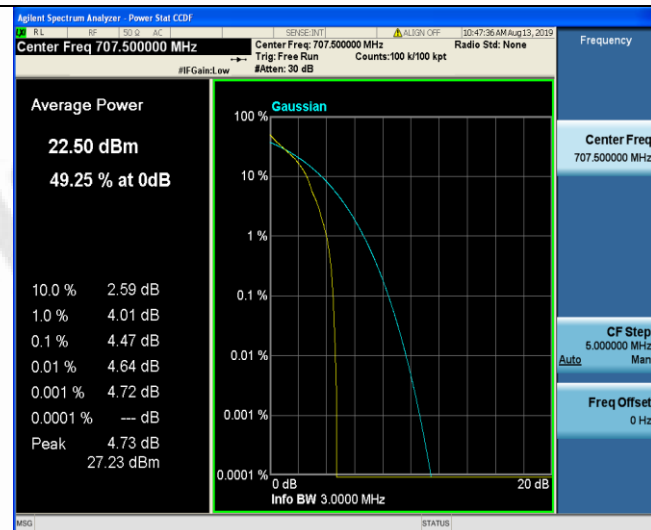 Agilent Spectrum Analyzer - Power Stat CCDF
LXI RL RF 50 Ω AC SENSE:INT ALIGN OFF 10:47:36 AM Aug 13, 2019
Center Freq 707.500000 MHz
Center Freq: 707.500000 MHz Radio Std: None
Trig: Free Run Counts:100 k/100 kpt
#IFGain:Low #Atten: 30 dB
Frequency
Average Power
22.50 dBm
49.25 % at 0dB
10.0 % 2.59 dB
1.0 % 4.01 dB
0.1 % 4.47 dB
0.01 % 4.64 dB
0.001 % 4.72 dB
0.0001 % --- dB
Peak 4.73 dB
27.23 dBm
Gaussian
100 %
10 %
1 %
0.1 %
0.01 %
0.001 %
0.0001 %
0 dB 20 dB
Info BW 3.0000 MHz
Center Freq
707.500000 MHz
CF Step
5.000000 MHz
Auto Man
Freq Offset
0 Hz
MSG STATUS